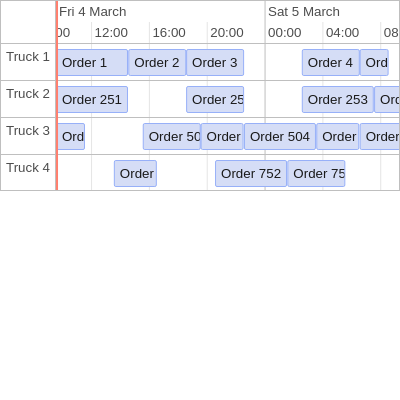 Fri 4 March Sat 5 March
00 12:00 16:00 20:00 00:00 04:00 08
Truck 1 Order 1 Order 2 Order 3 Order 4 Ord
Truck 2 Order 251 Order 25 Order 253 Ord
Truck 3 Ord Order 50 Order Order 504 Order Order
Truck 4 Order Order 752 Order 75